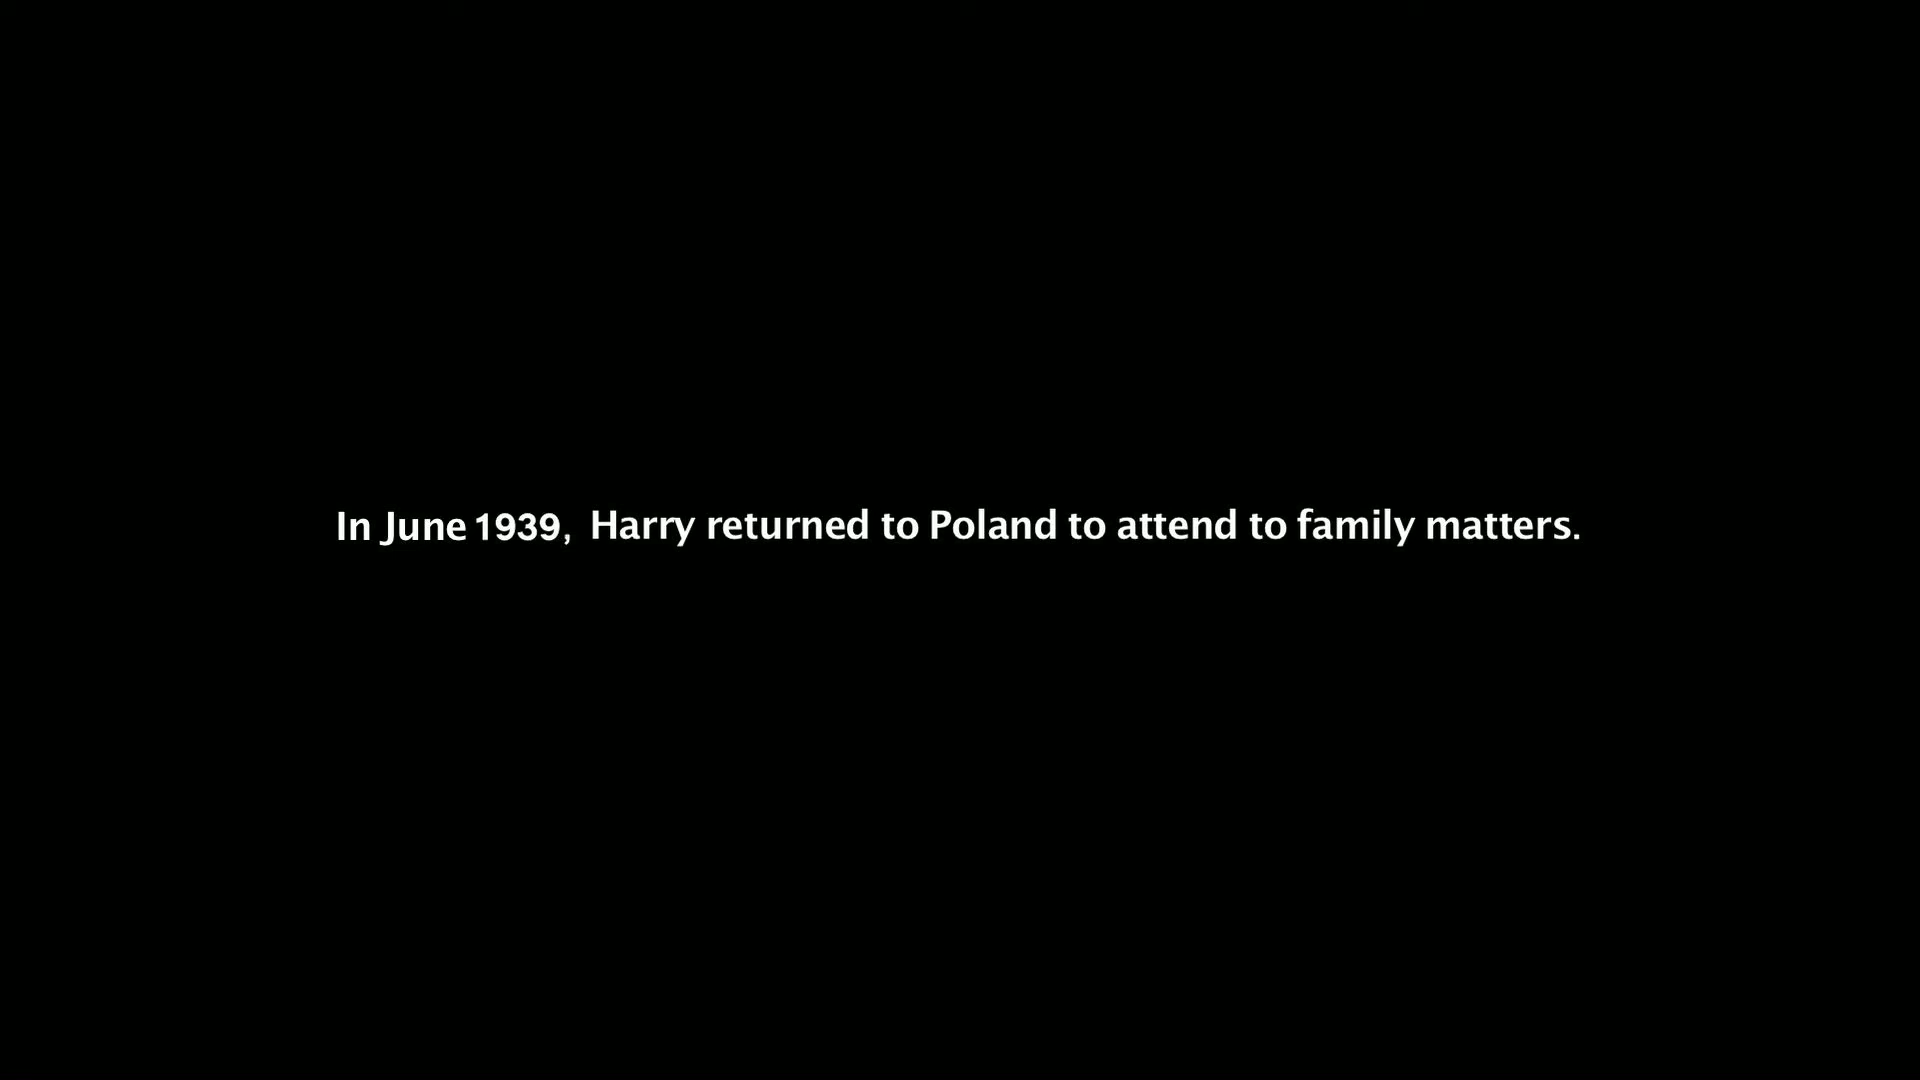 In June 1939, Harry returned to Poland to attend to family matters.